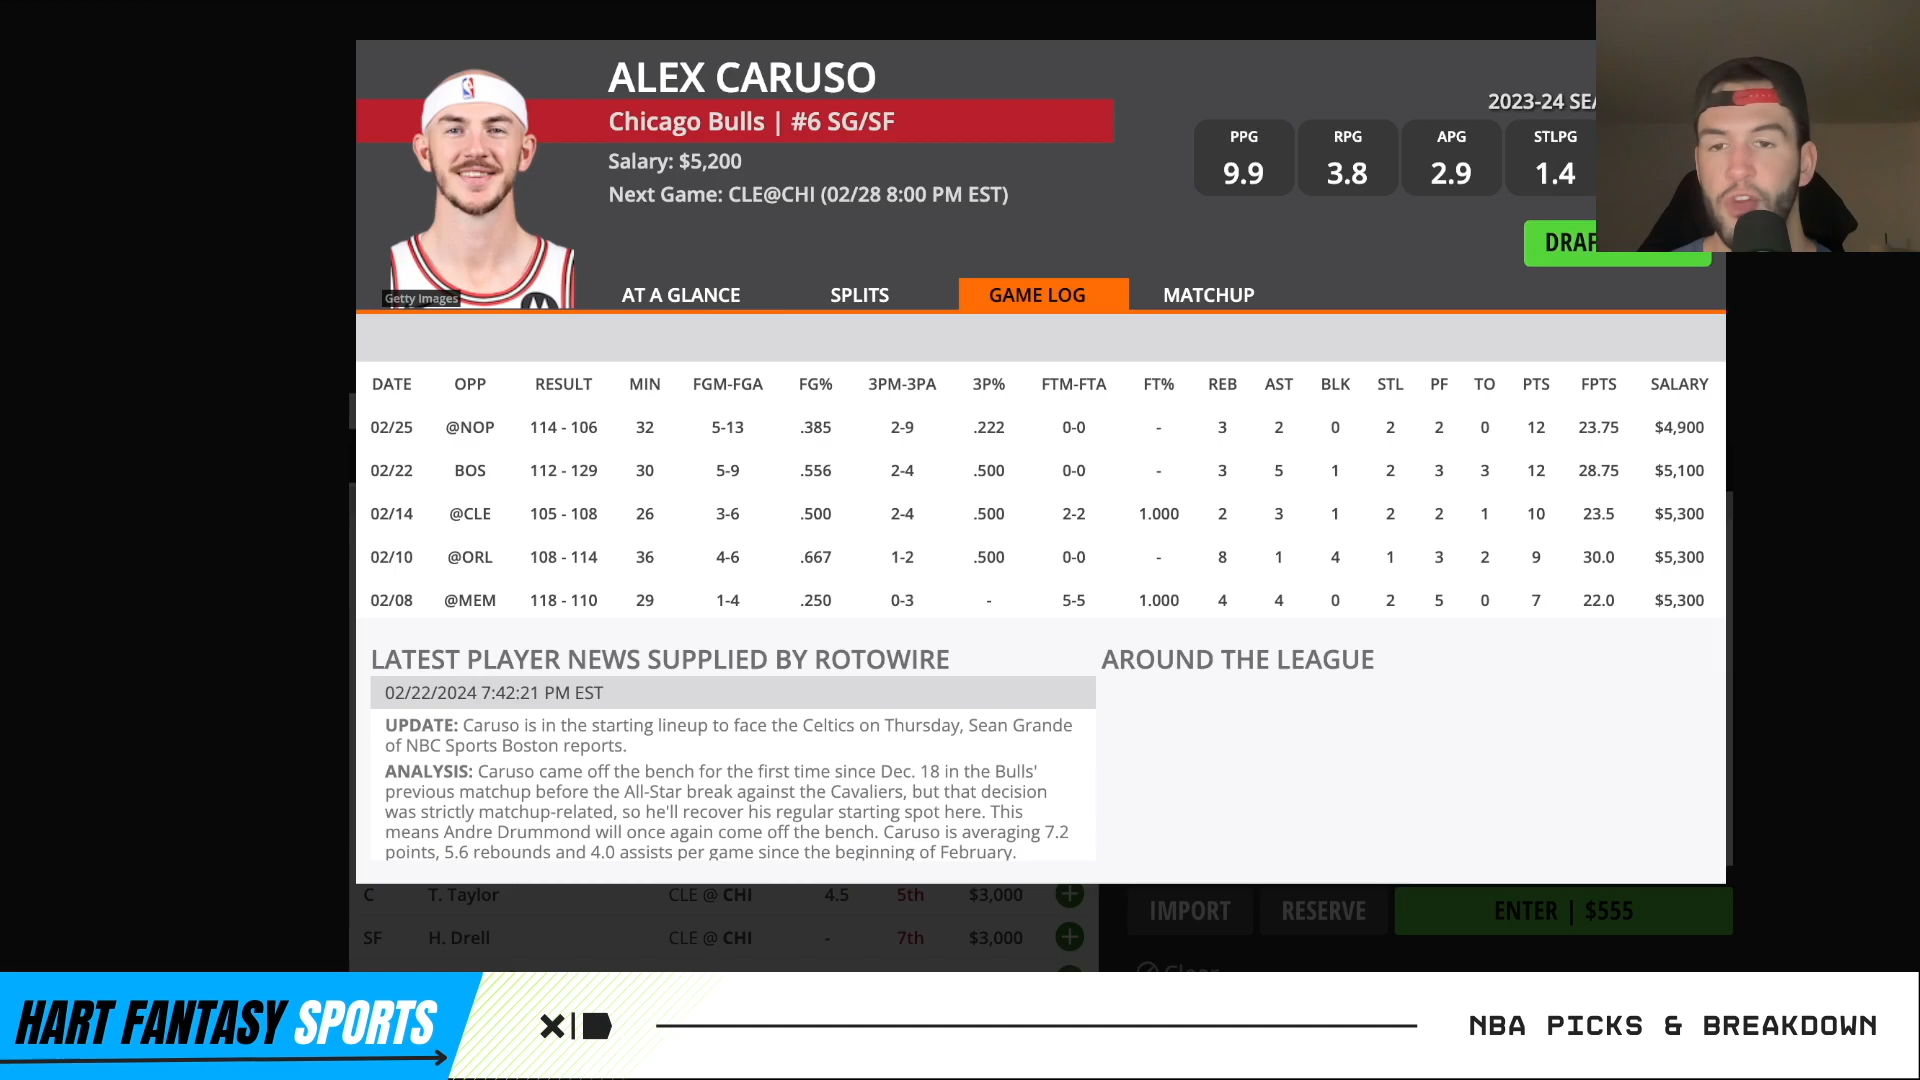 ALEX CARUSO
Chicago Bulls | #6 SG/SF
Salary: $5,200
Next Game: CLE@CHI (02/28 8:00 PM EST)
2023-24 SEA
PPG RPG APG STLPG
9.9 3.8 2.9 1.4
DRAF
Getty Images
AT A GLANCE SPLITS GAME LOG MATCHUP
DATE OPP RESULT MIN FGM-FGA FG% 3PM-3PA 3P% FTM-FTA FT% REB AST BLK STL PF TO PTS FPTS SALARY
02/25 @NOP 114 - 106 32 5-13 .385 2-9 .222 0-0 - 3 2 0 2 2 0 12 23.75 $4,900
02/22 BOS 112 - 129 30 5-9 .556 2-4 .500 0-0 - 3 5 1 2 3 3 12 28.75 $5,100
02/14 @CLE 105 - 108 26 3-6 .500 2-4 .500 2-2 1.000 2 3 1 2 2 1 10 23.5 $5,300
02/10 @ORL 108 - 114 36 4-6 .667 1-2 .500 0-0 - 8 1 4 1 3 2 9 30.0 $5,300
02/08 @MEM 118 - 110 29 1-4 .250 0-3 - 5-5 1.000 4 4 0 2 5 0 7 22.0 $5,300
LATEST PLAYER NEWS SUPPLIED BY ROTOWIRE
AROUND THE LEAGUE
02/22/2024 7:42:21 PM EST
UPDATE: Caruso is in the starting lineup to face the Celtics on Thursday, Sean Grande
of NBC Sports Boston reports.
ANALYSIS: Caruso came off the bench for the first time since Dec. 18 in the Bulls'
previous matchup before the All-Star break against the Cavaliers, but that decision
was strictly matchup-related, so he'll recover his regular starting spot here. This
means Andre Drummond will once again come off the bench. Caruso is averaging 7.2
points, 5.6 rebounds and 4.0 assists per game since the beginning of February.
C T. Taylor CLE @ CHI 4.5 5th $3,000
SF H. Drell CLE @ CHI - 7th $3,000
IMPORT RESERVE ENTER | $555
Clear
HART FANTASY SPORTS
NBA PICKS & BREAKDOWN